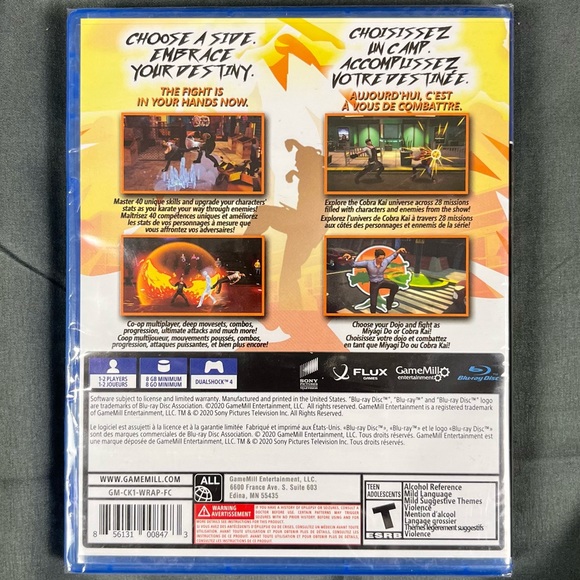 CHOOSE A SIDE.
EMBRACE
YOUR DESTINY.
THE FIGHT IS
IN YOUR HANDS NOW.
CHOISISSEZ
UN CAMP.
ACCOMPLISSEZ
VOTRE DESTINÉE.
AUJOURD'HUI, C'EST
À VOUS DE COMBATTRE.
Master 40 unique skills and upgrade your characters'
stats as you karate your way through enemies!
Maîtrisez 40 compétences uniques et améliorez
les stats de vos personnages à mesure que
vous affrontez vos adversaires!
Explore the Cobra Kai universe across 28 missions
filled with characters and enemies from the show!
Explorez l'univers de Cobra Kai à travers 28 missions
aux côtés des personnages et ennemis de la série!
Co-op multiplayer, deep movesets, combos,
progression, ultimate attacks and much more!
Coop multijoueur, mouvements poussés, combos,
progression, attaques puissantes, et bien plus encore!
Choose your Dojo and fight as
Miyagi Do or Cobra Kai!
Choisissez votre dojo et combattez
en tant que Miyagi Do ou Cobra Kai!
1-2 PLAYERS
1-2 JOUEURS
8 GB MINIMUM
8 GO MINIMUM
DUALSHOCK™ 4
SONY
PICTURES
TELEVISION
FLUX
GAMES
GameMill
entertainment
Blu-ray Disc
Software subject to license and limited warranty. Manufactured and printed in the United States. "Blu-ray Disc™", "Blu-ray™" and "Blu-ray Disc™" logo
are trademarks of Blu-ray Disc Association. © 2020 GameMill Entertainment, LLC. All rights reserved. GameMill Entertainment is a registered trademark
of GameMill Entertainment, LLC. TM & © 2020 Sony Pictures Television Inc. All Rights Reserved.
Le logiciel est assujetti à la licence et à la garantie limitée. Fabriqué et imprimé aux États-Unis. «Blu-ray Disc™», «Blu-ray™» et le logo «Blu-ray Disc™»
sont des marques commerciales de Blu-ray Disc Association. © 2020 GameMill Entertainment, LLC. Tous droits réservés. GameMill Entertainment
est une marque déposée de GameMill Entertainment, LLC. TM & © 2020 Sony Pictures Television Inc. Tous droits réservés.
WWW.GAMEMILL.COM
GM-CK1-WRAP-FC
8 56131 00847 3
ALL
GameMill Entertainment, LLC
6600 France Ave. S Suite 603
Edina, MN 55435
WARNING
AVERTISSEMENT
TEEN
ADOLESCENTS
T
ESRB
Alcohol Reference
Mild Language
Mild Suggestive Themes
Violence
Mention d'alcool
Langage grossier
Thèmes légèrement suggestifs
Violence